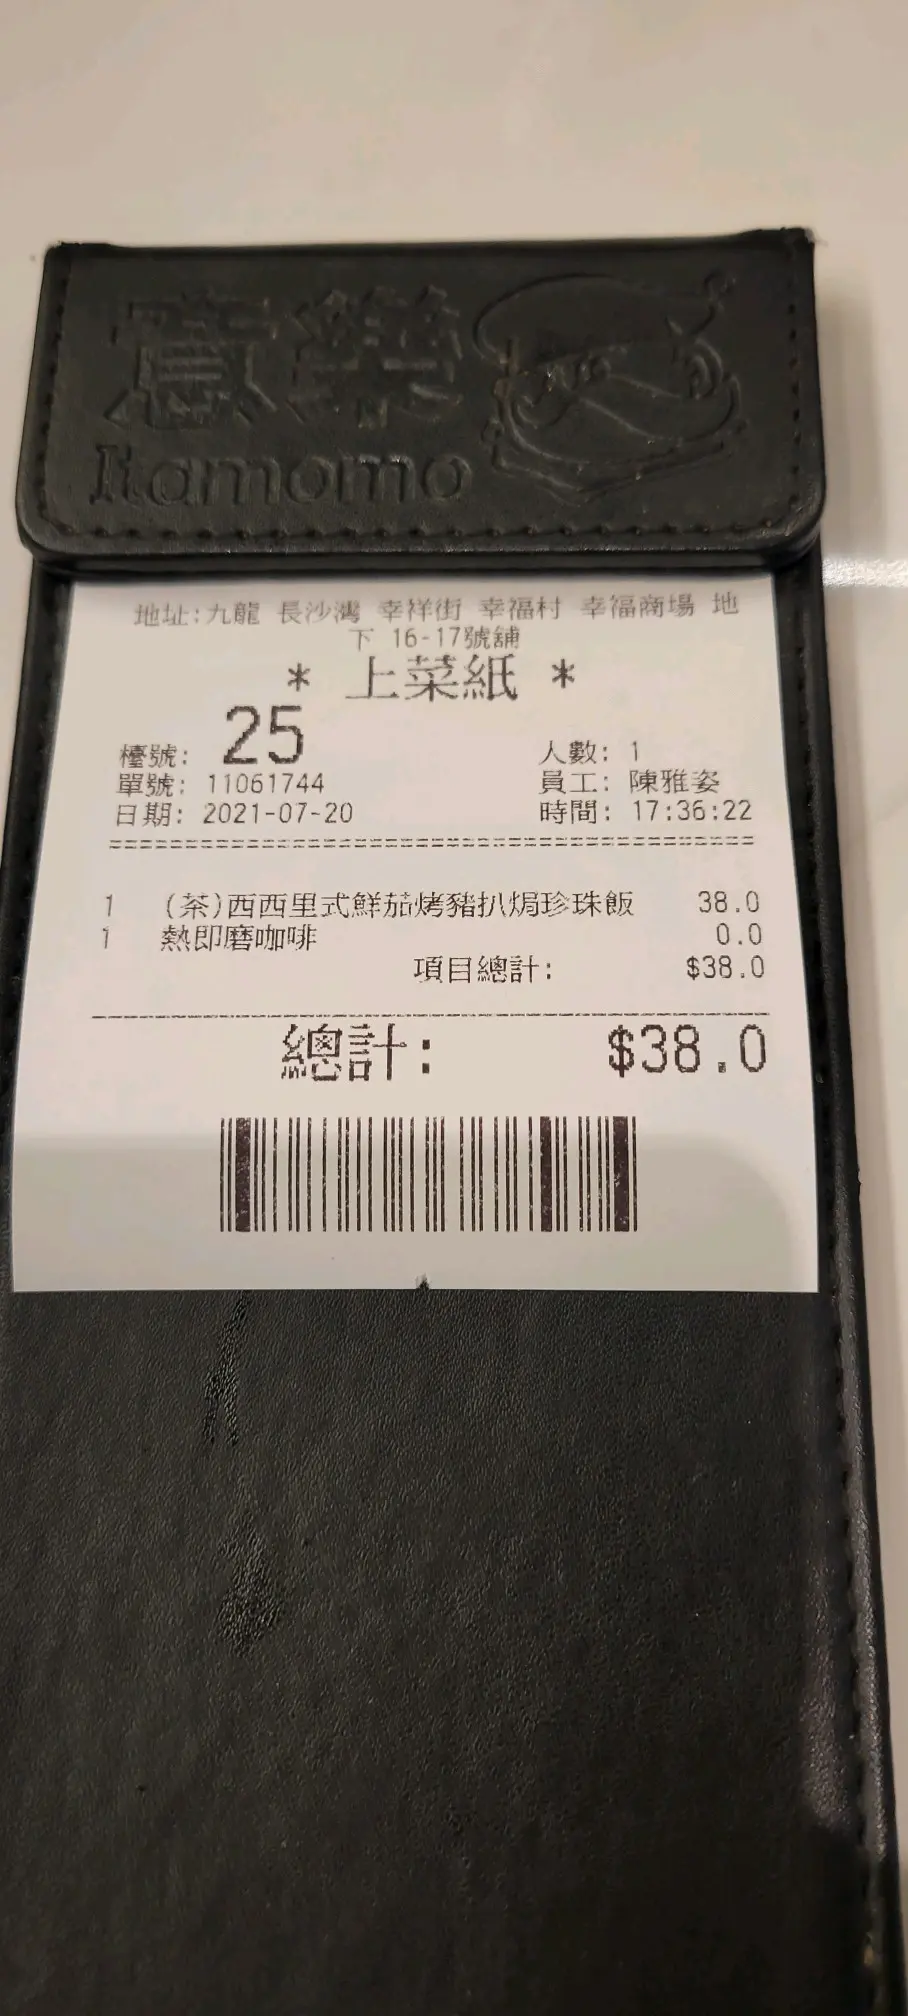 意樂
Itamomo
地址:九龍 長沙灣 幸祥街 幸福村 幸福商場 地
下 16-17號舖
* 上菜紙 *
檯號: 25 人數: 1
單號: 11061744 員工: 陳雅姿
日期: 2021-07-20 時間: 17:36:22
1 (茶)西西里式鮮茄烤豬扒焗珍珠飯 38.0
1 熱即磨咖啡 0.0
項目總計: $38.0
總計: $38.0